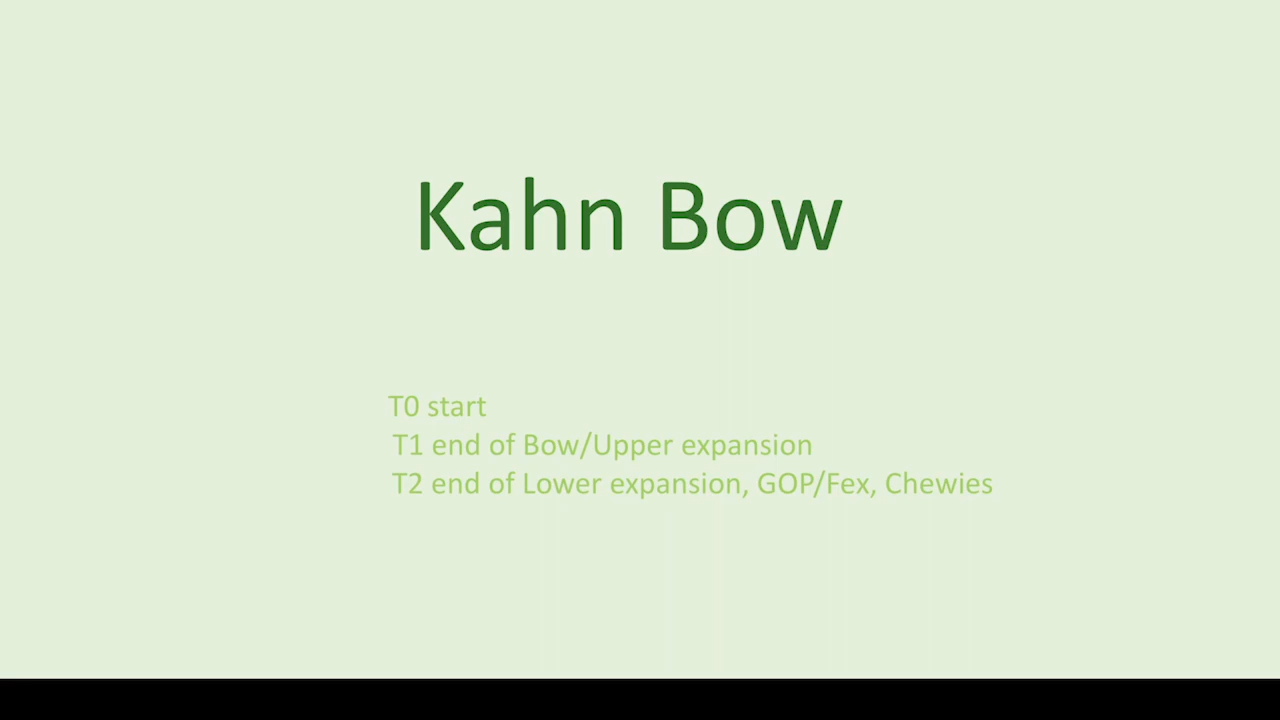 Kahn Bow
T0 start
T1 end of Bow/Upper expansion
T2 end of Lower expansion, GOP/Fex, Chewies